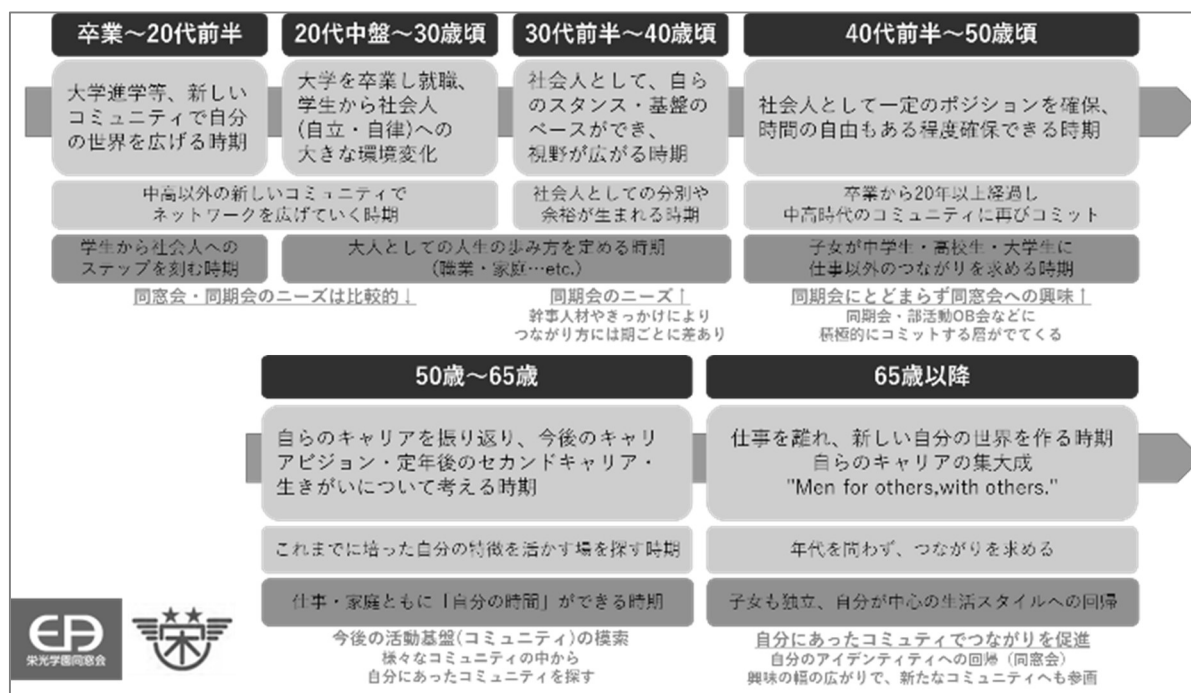 卒業～20代前半
大学進学等、新しい
コミュニティで自分
の世界を広げる時期
20代中盤～30歳頃
大学を卒業し就職、
学生から社会人
(自立・自律)への
大きな環境変化
30代前半～40歳頃
社会人として、自ら
のスタンス・基盤の
ベースができ、
視野が広がる時期
40代前半～50歳頃
社会人として一定のポジションを確保、
時間の自由もある程度確保できる時期
中高以外の新しいコミュニティで
ネットワークを広げていく時期
社会人としての分別や
余裕が生まれる時期
卒業から20年以上経過し
中高時代のコミュニティに再びコミット
学生から社会人への
ステップを刻む時期
大人としての人生の歩み方を定める時期
(職業・家庭…etc.)
子女が中学生・高校生・大学生に
仕事以外のつながりを求める時期
同窓会・同期会のニーズは比較的↓
同期会のニーズ↑
幹事人材やきっかけにより
つながり方には期ごとに差あり
同期会にとどまらず同窓会への興味↑
同期会・部活動OB会などに
積極的にコミットする層がでてくる
50歳～65歳
自らのキャリアを振り返り、今後のキャリ
アビジョン・定年後のセカンドキャリア・
生きがいについて考える時期
これまでに培った自分の特徴を活かす場を探す時期
仕事・家庭ともに「自分の時間」ができる時期
今後の活動基盤(コミュニティ)の模索
様々なコミュニティの中から
自分にあったコミュニティを探す
65歳以降
仕事を離れ、新しい自分の世界を作る時期
自らのキャリアの集大成
"Men for others,with others."
年代を問わず、つながりを求める
子女も独立、自分が中心の生活スタイルへの回帰
自分にあったコミュティでつながりを促進
自分のアイデンティティへの回帰（同窓会）
興味の幅の広がりで、新たなコミュニティへも参画
栄光学園同窓会
栄